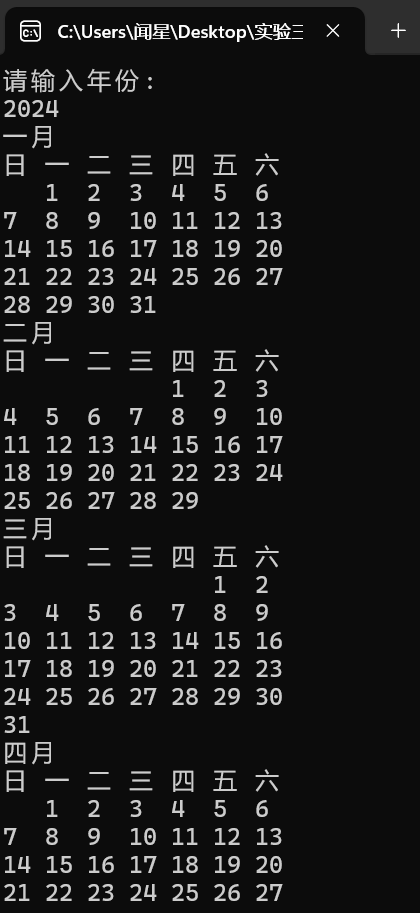 C:\Users\闻星\Desktop\实验三
请输入年份:
2024
一月
日 一 二 三 四 五 六
   1  2  3  4  5  6
7  8  9  10 11 12 13
14 15 16 17 18 19 20
21 22 23 24 25 26 27
28 29 30 31
二月
日 一 二 三 四 五 六
            1  2  3
4  5  6  7  8  9  10
11 12 13 14 15 16 17
18 19 20 21 22 23 24
25 26 27 28 29
三月
日 一 二 三 四 五 六
               1  2
3  4  5  6  7  8  9
10 11 12 13 14 15 16
17 18 19 20 21 22 23
24 25 26 27 28 29 30
31
四月
日 一 二 三 四 五 六
   1  2  3  4  5  6
7  8  9  10 11 12 13
14 15 16 17 18 19 20
21 22 23 24 25 26 27